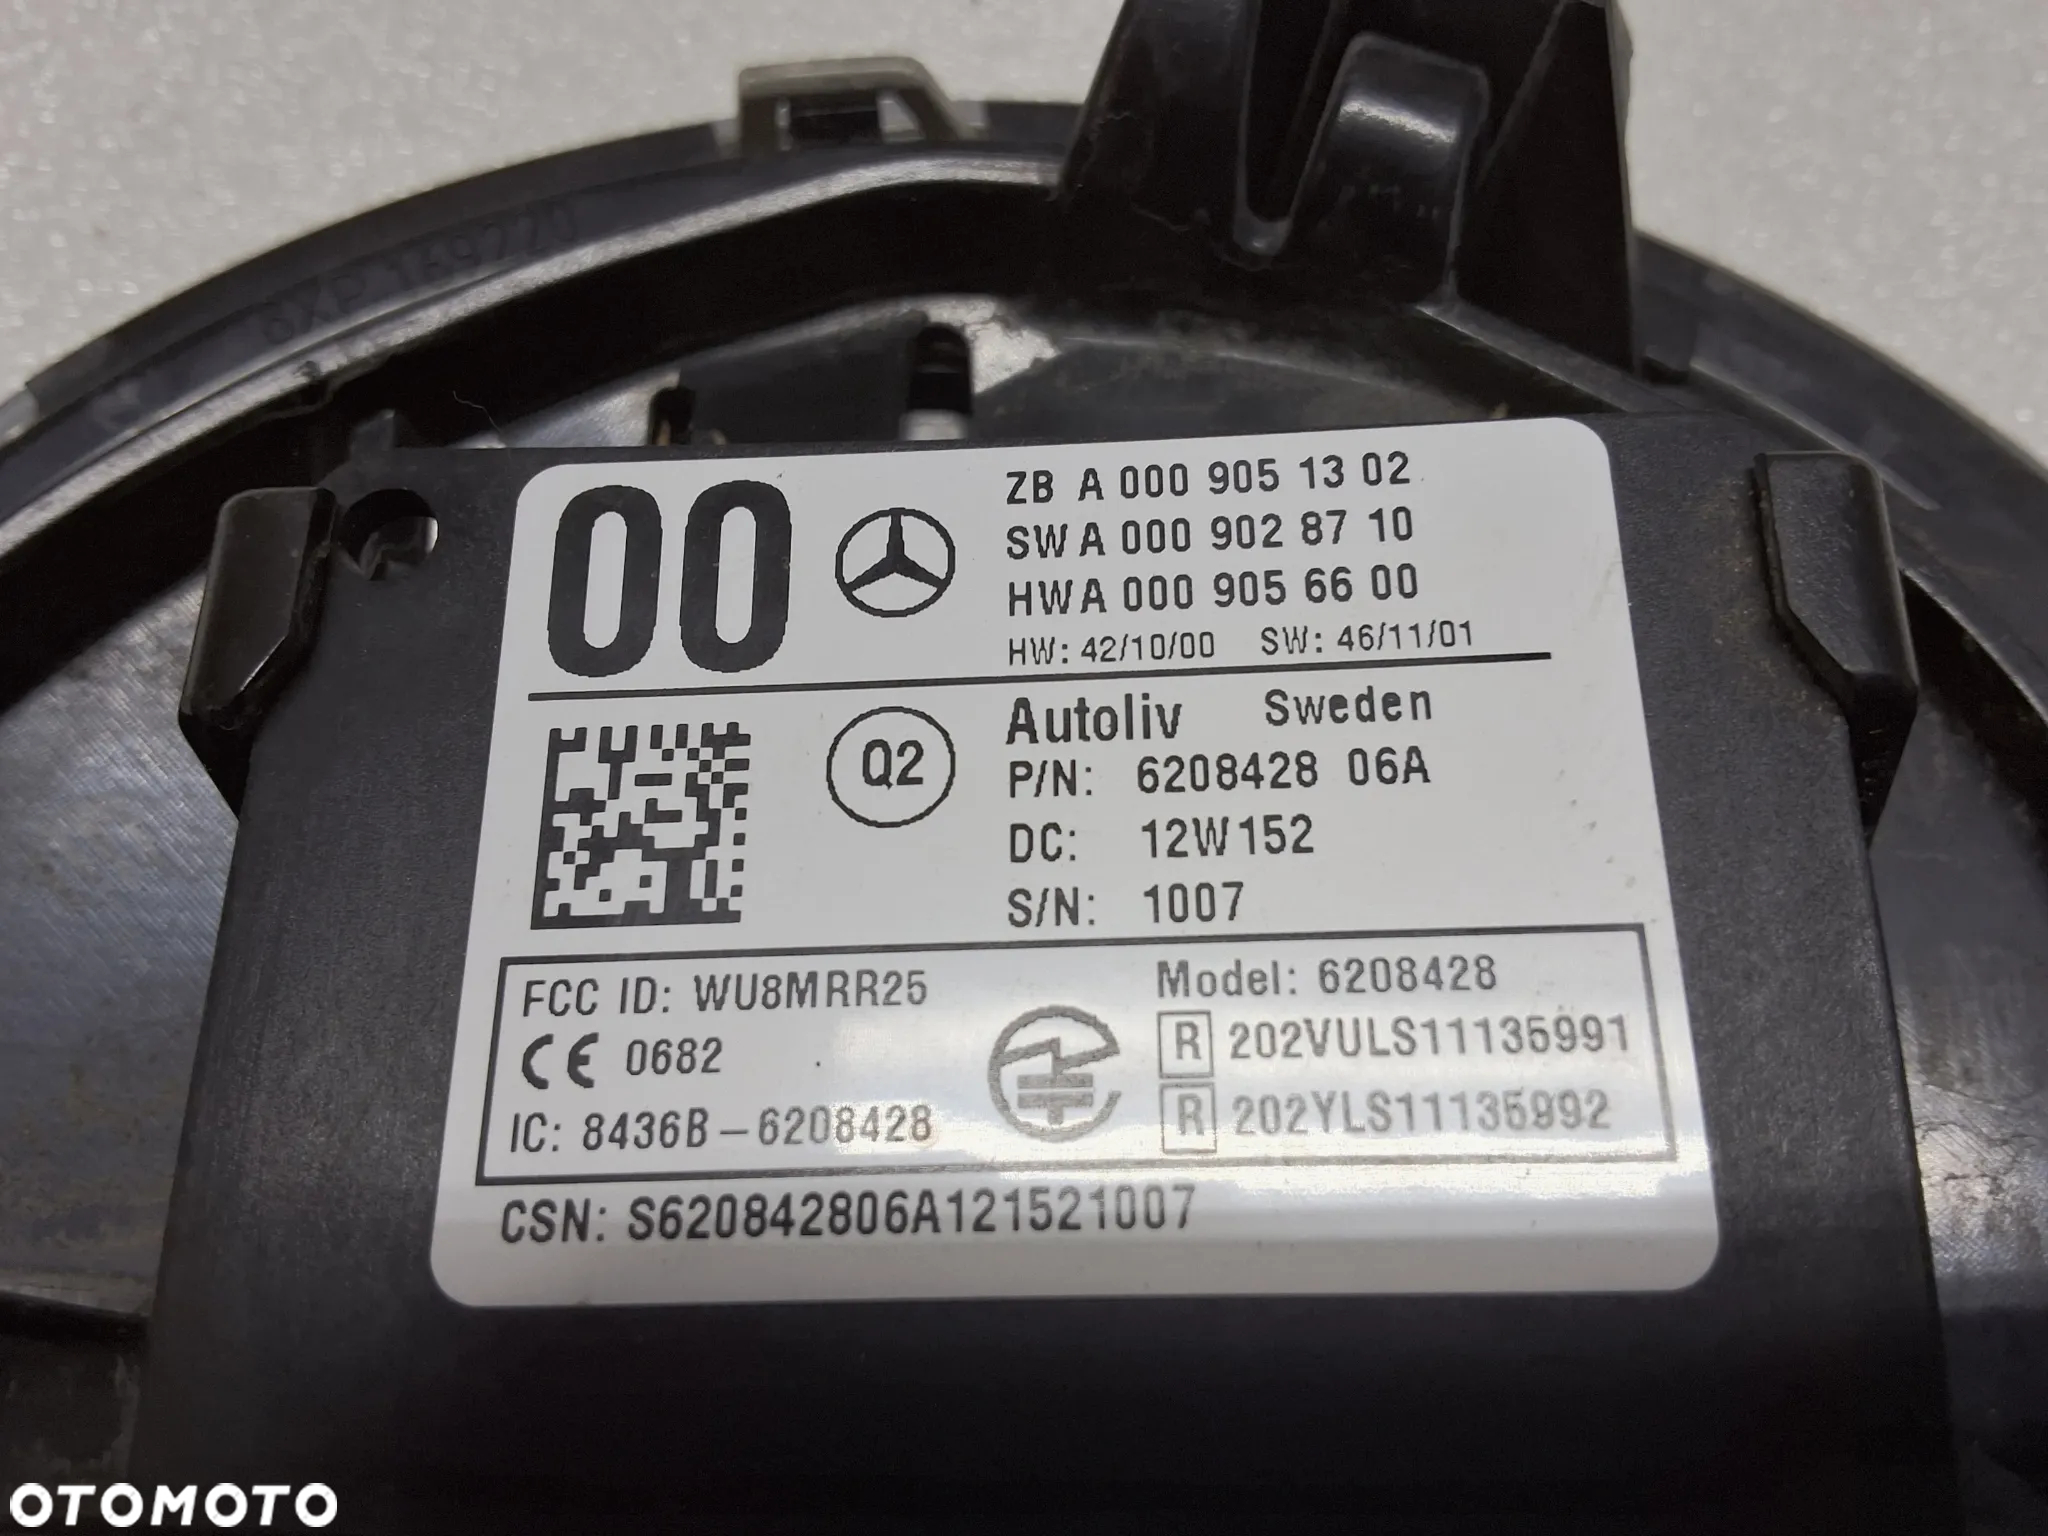 00
ZB A 000 905 13 02
SW A 000 902 87 10
HW A 000 905 66 00
HW: 42/10/00 SW: 46/11/01
Q2
Autoliv Sweden
P/N: 6208428 06A
DC: 12W152
S/N: 1007
FCC ID: WU8MRR25
CE 0682
IC: 8436B-6208428
Model: 6208428
R 202VULS11135991
R 202YLS11135992
CSN: S620842806A121521007
OTOMOTO